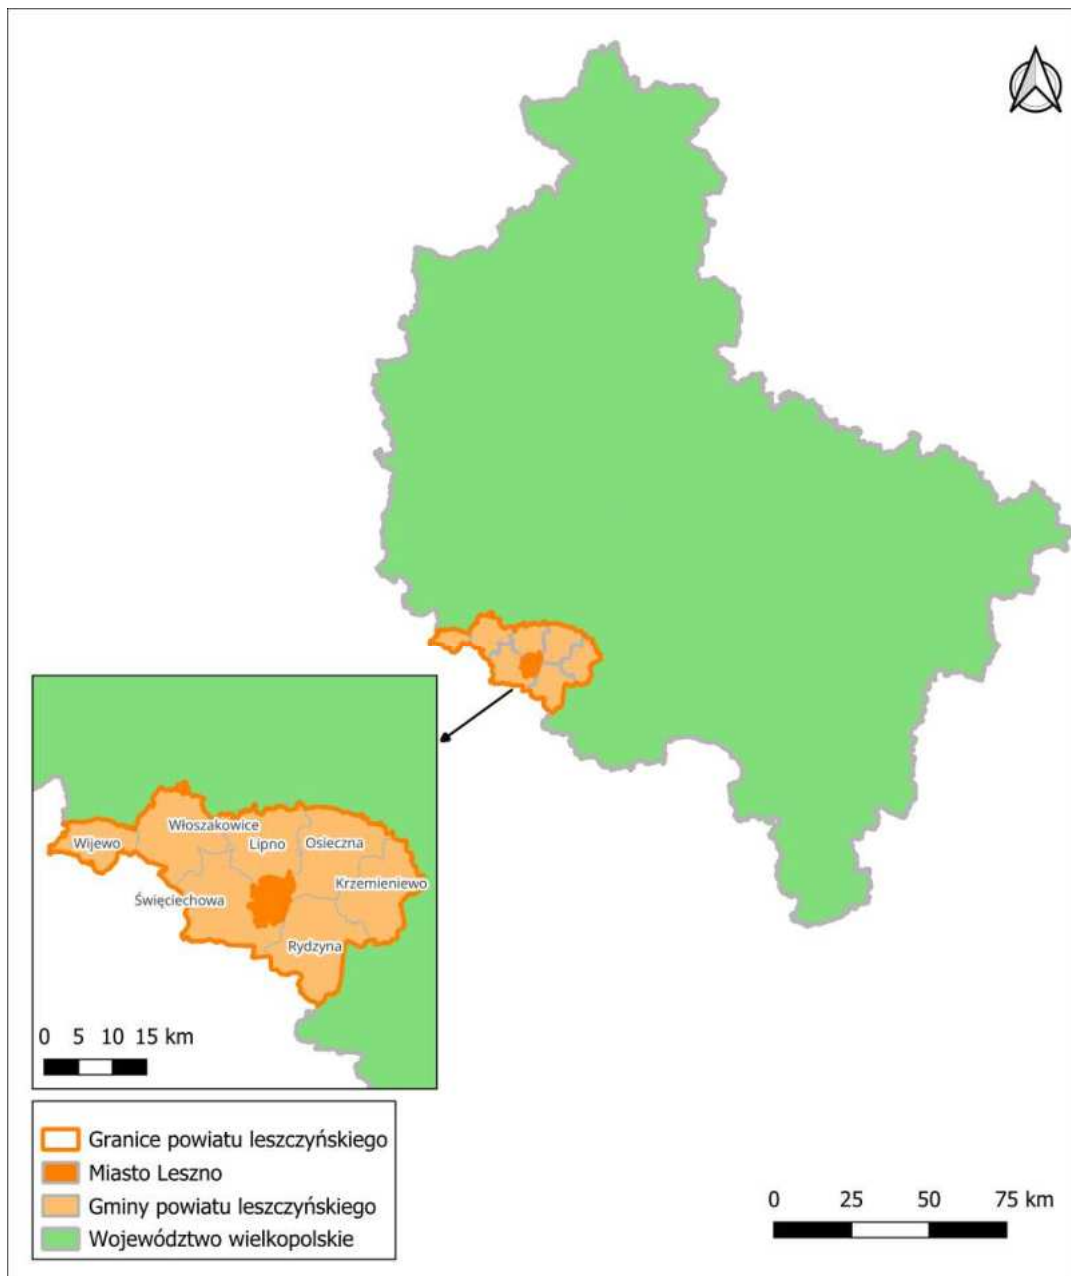 Włoszakowice
Wijewo
Lipno
Osieczna
Krzemieniewo
Święciechowa
Rydzyna
0 5 10 15 km
Granice powiatu leszczyńskiego
Miasto Leszno
Gminy powiatu leszczyńskiego
Województwo wielkopolskie
0 25 50 75 km